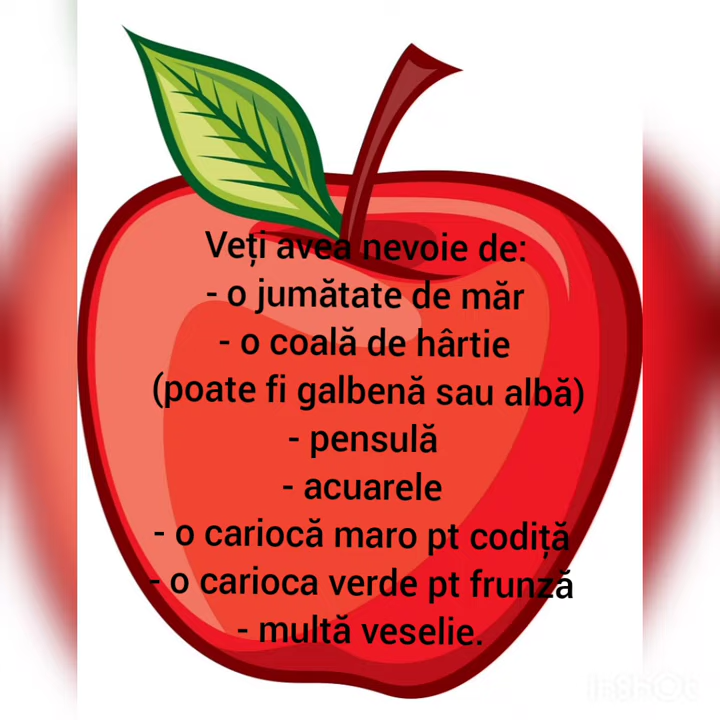 Veți avea nevoie de:
- o jumătate de măr
- o coală de hârtie
(poate fi galbenă sau albă)
- pensulă
- acuarele
- o cariocă maro pt codiță
- o carioca verde pt frunză
- multă veselie.
INSHOT